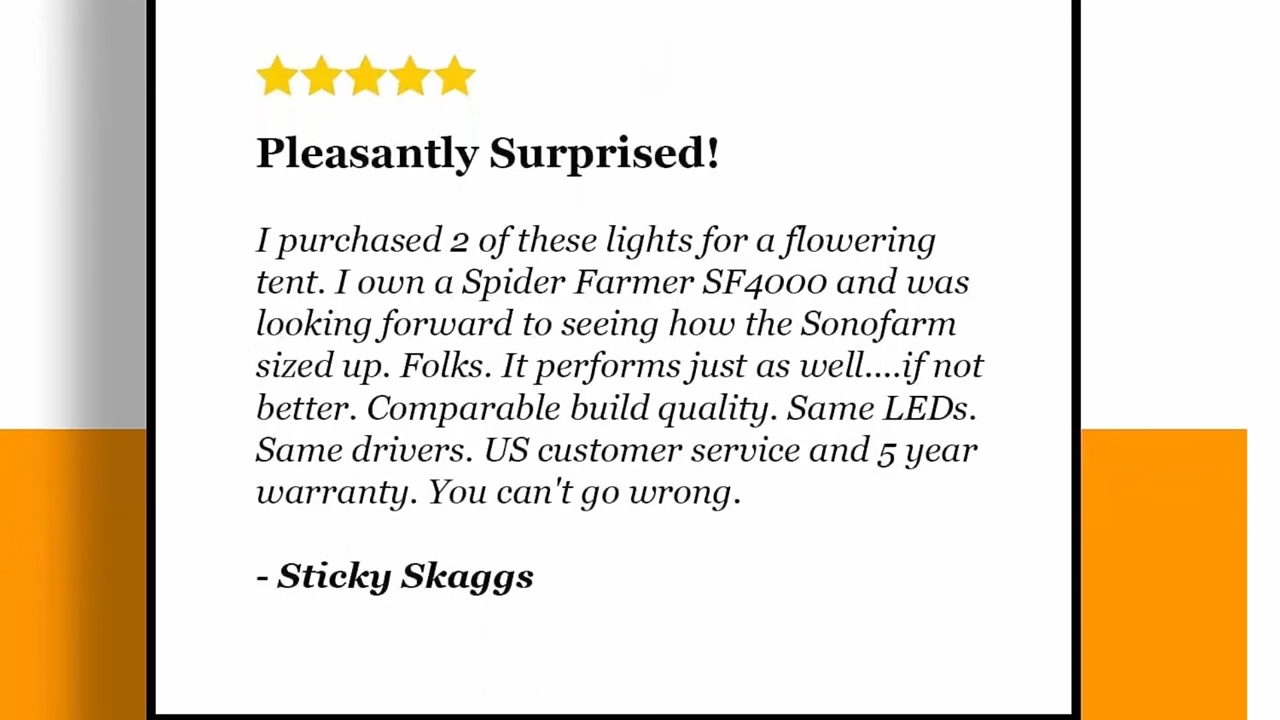 Pleasantly Surprised!
I purchased 2 of these lights for a flowering
tent. I own a Spider Farmer SF4000 and was
looking forward to seeing how the Sonofarm
sized up. Folks. It performs just as well....if not
better. Comparable build quality. Same LEDs.
Same drivers. US customer service and 5 year
warranty. You can't go wrong.
- Sticky Skaggs